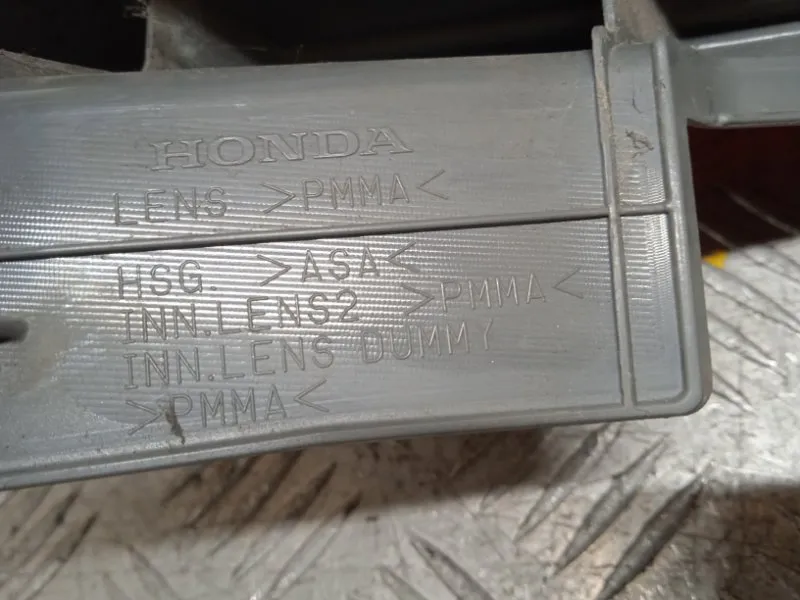 HONDA
LENS >PMMA<
HSG. >ASA<
INN.LENS2 >PMMA<
INN.LENS DUMMY
>PMMA<